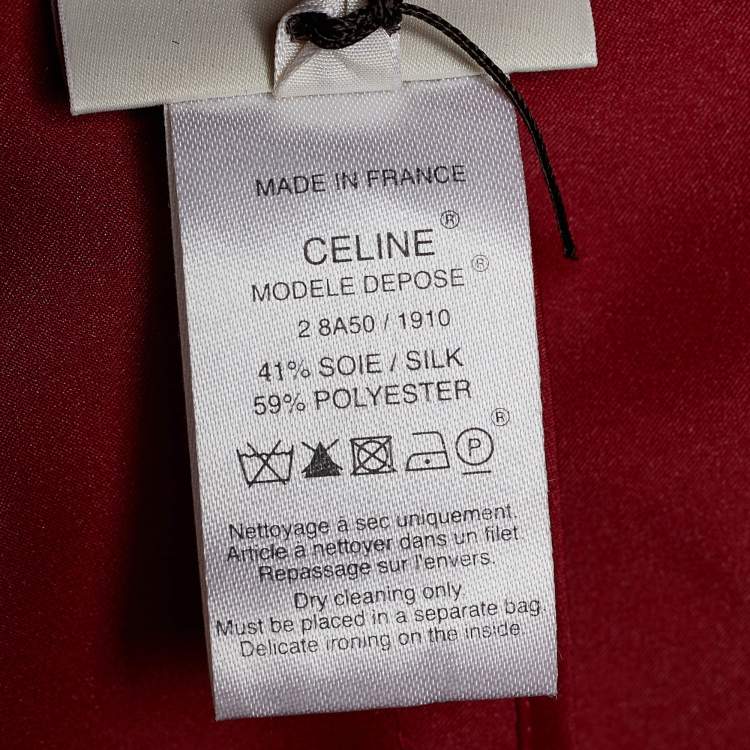 MADE IN FRANCE
CELINE®
MODELE DEPOSE®
2 8A50 / 1910
41% SOIE / SILK
59% POLYESTER
P ®
Nettoyage à sec uniquement.
Article à nettoyer dans un filet.
Repassage sur l'envers.
Dry cleaning only.
Must be placed in a separate bag.
Delicate ironing on the inside.